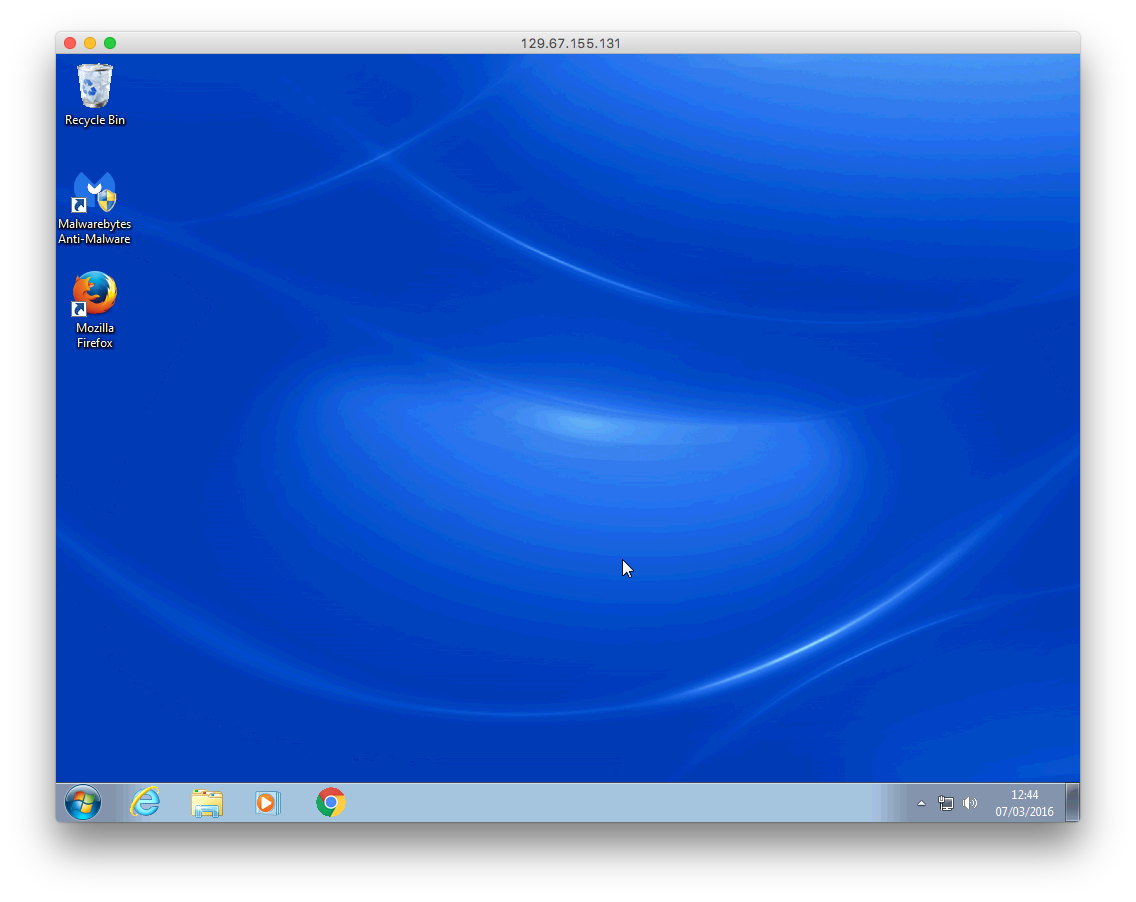 129.67.155.131
Recycle Bin
Malwarebytes
Anti-Malware
Mozilla
Firefox
12:44
07/03/2016